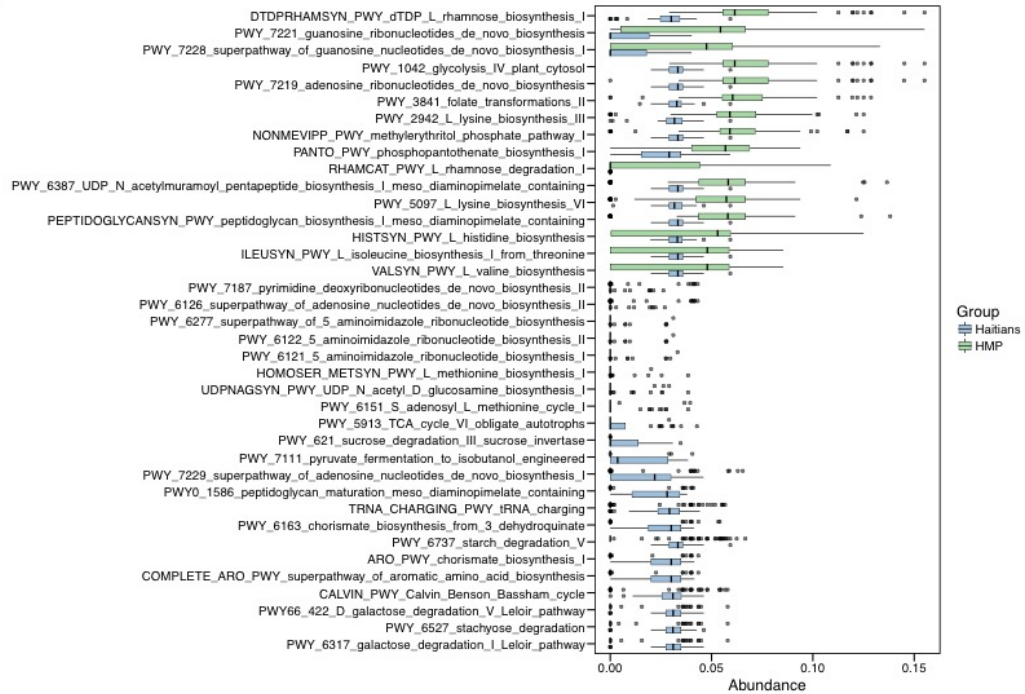 DTDPRHAMSYN_PWY_dTDP_L_rhamnose_biosynthesis_I
PWY_7221_guanosine_ribonucleotides_de_novo_biosynthesis
PWY_7228_superpathway_of_guanosine_nucleotides_de_novo_biosynthesis_I
PWY_1042_glycolysis_IV_plant_cytosol
PWY_7219_adenosine_ribonucleotides_de_novo_biosynthesis
PWY_3841_folate_transformations_II
PWY_2942_L_lysine_biosynthesis_III
NONMEVIPP_PWY_methylerythritol_phosphate_pathway_I
PANTO_PWY_phosphopantothenate_biosynthesis_I
RHAMCAT_PWY_L_rhamnose_degradation_I
PWY_6387_UDP_N_acetylmuramoyl_pentapeptide_biosynthesis_I_meso_diaminopimelate_containing
PWY_5097_L_lysine_biosynthesis_VI
PEPTIDOGLYCANSYN_PWY_peptidoglycan_biosynthesis_I_meso_diaminopimelate_containing
HISTSYN_PWY_L_histidine_biosynthesis
ILEUSYN_PWY_L_isoleucine_biosynthesis_I_from_threonine
VALSYN_PWY_L_valine_biosynthesis
PWY_7187_pyrimidine_deoxyribonucleotides_de_novo_biosynthesis_II
PWY_6126_superpathway_of_adenosine_nucleotides_de_novo_biosynthesis_II
PWY_6277_superpathway_of_5_aminoimidazole_ribonucleotide_biosynthesis
PWY_6122_5_aminoimidazole_ribonucleotide_biosynthesis_II
PWY_6121_5_aminoimidazole_ribonucleotide_biosynthesis_I
HOMOSER_METSYN_PWY_L_methionine_biosynthesis_I
UDPNAGSYN_PWY_UDP_N_acetyl_D_glucosamine_biosynthesis_I
PWY_6151_S_adenosyl_L_methionine_cycle_I
PWY_5913_TCA_cycle_VI_obligate_autotrophs
PWY_621_sucrose_degradation_III_sucrose_invertase
PWY_7111_pyruvate_fermentation_to_isobutanol_engineered
PWY_7229_superpathway_of_adenosine_nucleotides_de_novo_biosynthesis_I
PWY0_1586_peptidoglycan_maturation_meso_diaminopimelate_containing
TRNA_CHARGING_PWY_tRNA_charging
PWY_6163_chorismate_biosynthesis_from_3_dehydroquinate
PWY_6737_starch_degradation_V
ARO_PWY_chorismate_biosynthesis_I
COMPLETE_ARO_PWY_superpathway_of_aromatic_amino_acid_biosynthesis
CALVIN_PWY_Calvin_Benson_Bassham_cycle
PWY66_422_D_galactose_degradation_V_Leloir_pathway
PWY_6527_stachyose_degradation
PWY_6317_galactose_degradation_I_Leloir_pathway
0.00 0.05 0.10 0.15
Abundance
Group
Haitians
HMP